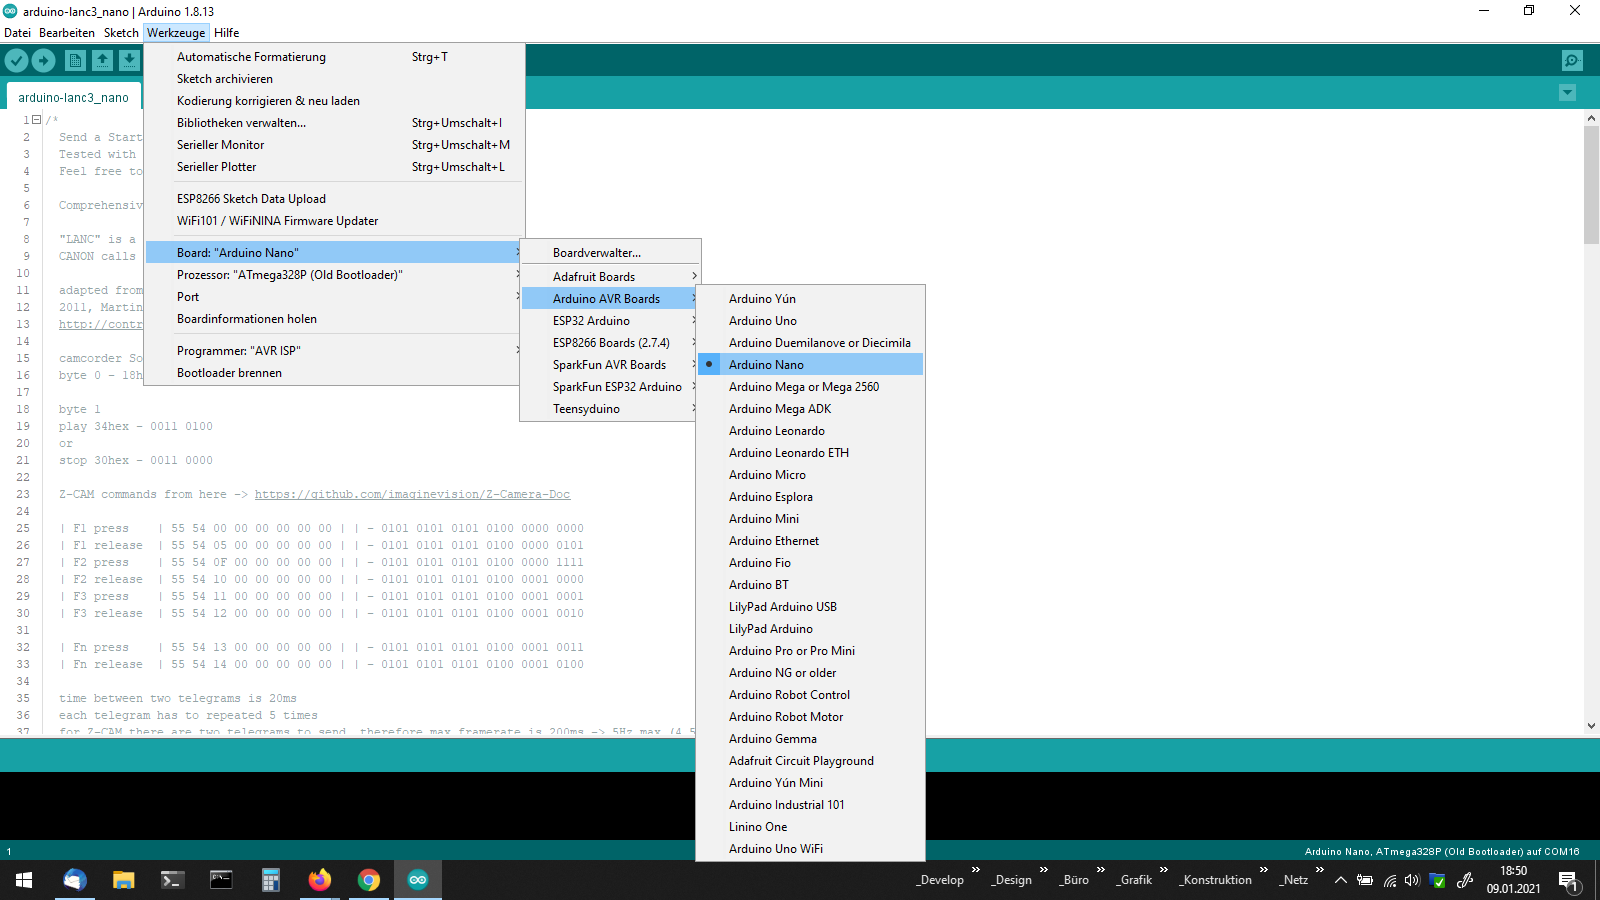 arduino-lanc3_nano | Arduino 1.8.13
Datei Bearbeiten Sketch Werkzeuge Hilfe
arduino-lanc3_nano
Automatische Formatierung Strg+T
Sketch archivieren
Kodierung korrigieren & neu laden
Bibliotheken verwalten... Strg+Umschalt+I
Serieller Monitor Strg+Umschalt+M
Serieller Plotter Strg+Umschalt+L
ESP8266 Sketch Data Upload
WiFi101 / WiFiNINA Firmware Updater
Board: "Arduino Nano"
Prozessor: "ATmega328P (Old Bootloader)"
Port
Boardinformationen holen
Programmer: "AVR ISP"
Bootloader brennen
Boardverwalter...
Adafruit Boards
Arduino AVR Boards
ESP32 Arduino
ESP8266 Boards (2.7.4)
SparkFun AVR Boards
SparkFun ESP32 Arduino
Teensyduino
Arduino Yún
Arduino Uno
Arduino Duemilanove or Diecimila
Arduino Nano
Arduino Mega or Mega 2560
Arduino Mega ADK
Arduino Leonardo
Arduino Leonardo ETH
Arduino Micro
Arduino Esplora
Arduino Mini
Arduino Ethernet
Arduino Fio
Arduino BT
LilyPad Arduino USB
LilyPad Arduino
Arduino Pro or Pro Mini
Arduino NG or older
Arduino Robot Control
Arduino Robot Motor
Arduino Gemma
Adafruit Circuit Playground
Arduino Yún Mini
Arduino Industrial 101
Linino One
Arduino Uno WiFi
1 /*
2 Send a Start
3 Tested with
4 Feel free to
5
6 Comprehensiv
7
8 "LANC" is a
9 CANON calls
10
11 adapted from
12 2011, Martin
13 http://contr
14
15 camcorder So
16 byte 0 - 18h
17
18 byte 1
19 play 34hex - 0011 0100
20 or
21 stop 30hex - 0011 0000
22
23 Z-CAM commands from here -> https://github.com/imaginevision/Z-Camera-Doc
24
25 | F1 press | 55 54 00 00 00 00 00 00 | | - 0101 0101 0101 0100 0000 0000
26 | F1 release | 55 54 05 00 00 00 00 00 | | - 0101 0101 0101 0100 0000 0101
27 | F2 press | 55 54 0F 00 00 00 00 00 | | - 0101 0101 0101 0100 0000 1111
28 | F2 release | 55 54 10 00 00 00 00 00 | | - 0101 0101 0101 0100 0001 0000
29 | F3 press | 55 54 11 00 00 00 00 00 | | - 0101 0101 0101 0100 0001 0001
30 | F3 release | 55 54 12 00 00 00 00 00 | | - 0101 0101 0101 0100 0001 0010
31
32 | Fn press | 55 54 13 00 00 00 00 00 | | - 0101 0101 0101 0100 0001 0011
33 | Fn release | 55 54 14 00 00 00 00 00 | | - 0101 0101 0101 0100 0001 0100
34
35 time between two telegrams is 20ms
36 each telegram has to repeated 5 times
37 for Z-CAM there are two telegrams to send, therefore max framerate is 200ms -> 5Hz max (4,5
1
Arduino Nano, ATmega328P (Old Bootloader) auf COM16
_Develop » _Design » _Büro » _Grafik » _Konstruktion » _Netz »
18:50
09.01.2021
1